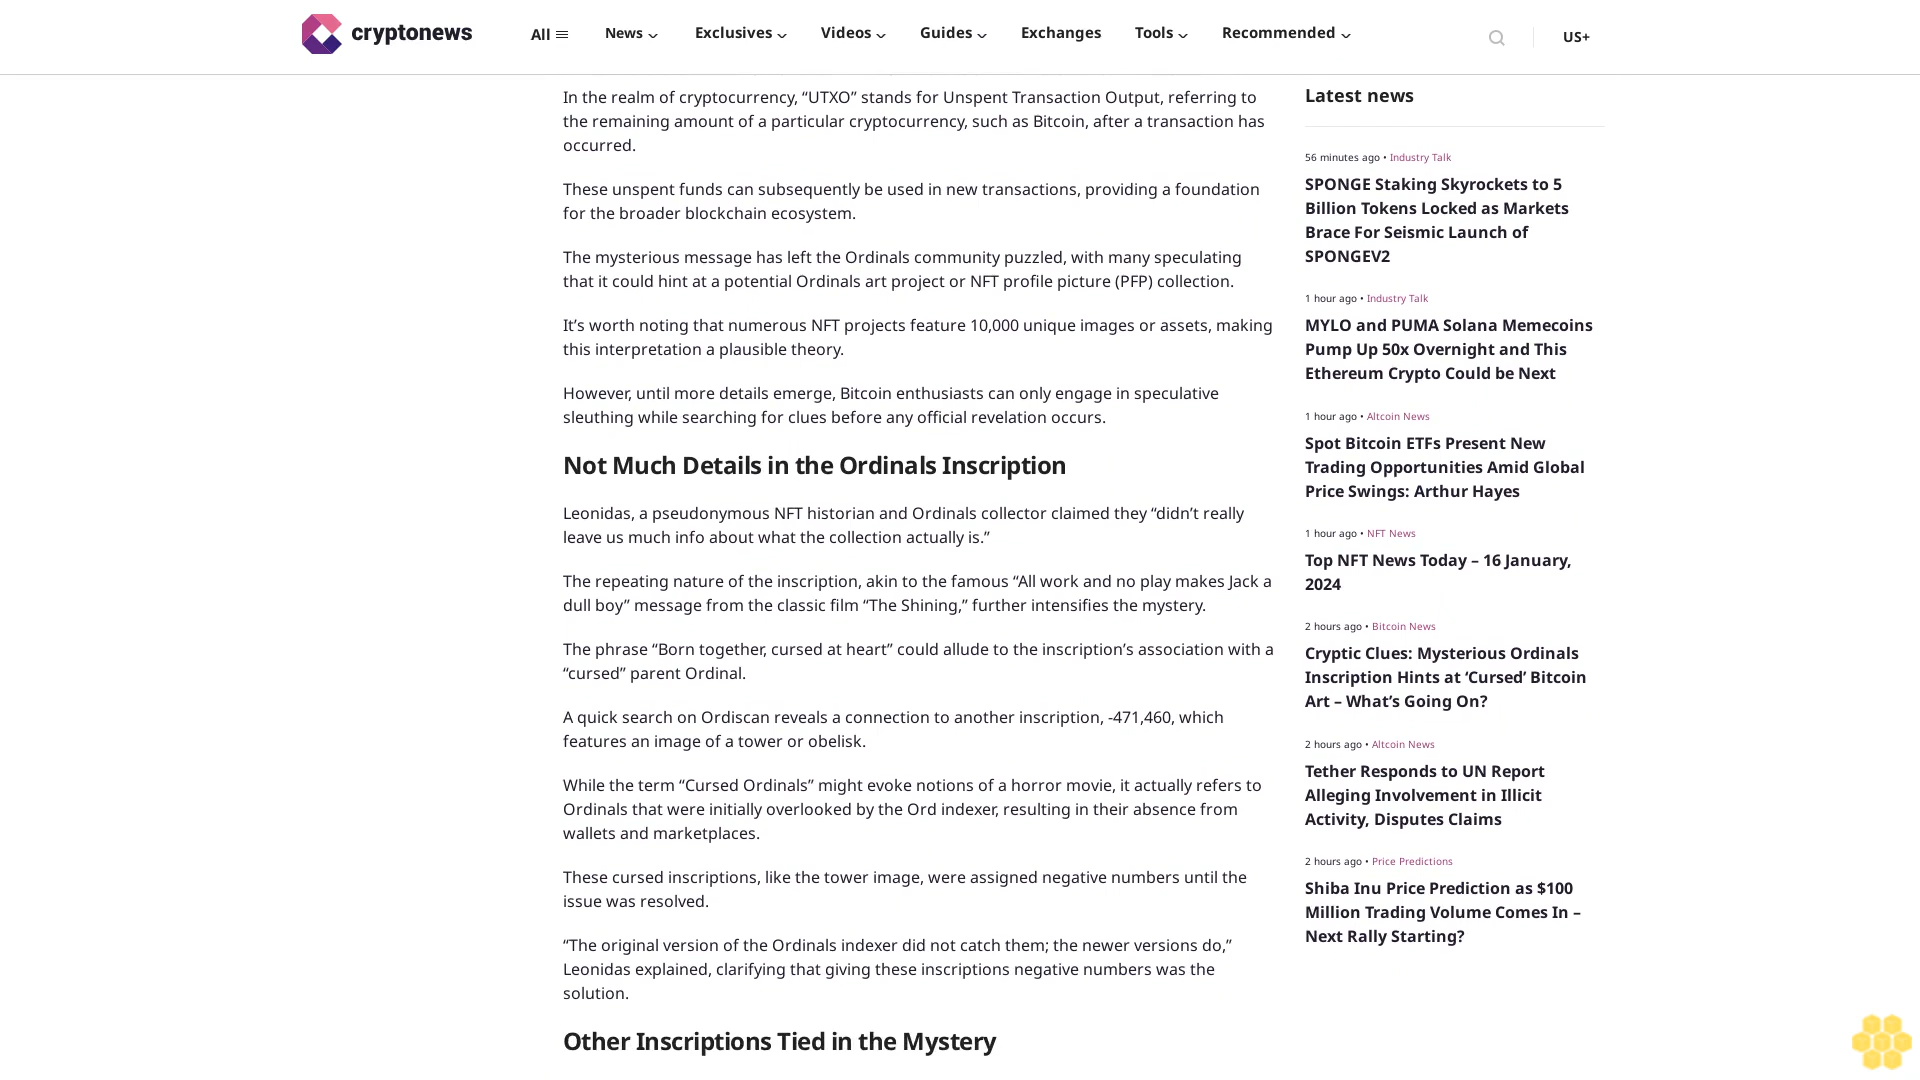 cryptonews
All
News
Exclusives
Videos
Guides
Exchanges
Tools
Recommended
US+
In the realm of cryptocurrency, “UTXO” stands for Unspent Transaction Output, referring to
the remaining amount of a particular cryptocurrency, such as Bitcoin, after a transaction has
occurred.
These unspent funds can subsequently be used in new transactions, providing a foundation
for the broader blockchain ecosystem.
The mysterious message has left the Ordinals community puzzled, with many speculating
that it could hint at a potential Ordinals art project or NFT profile picture (PFP) collection.
It’s worth noting that numerous NFT projects feature 10,000 unique images or assets, making
this interpretation a plausible theory.
However, until more details emerge, Bitcoin enthusiasts can only engage in speculative
sleuthing while searching for clues before any official revelation occurs.
Not Much Details in the Ordinals Inscription
Leonidas, a pseudonymous NFT historian and Ordinals collector claimed they “didn’t really
leave us much info about what the collection actually is.”
The repeating nature of the inscription, akin to the famous “All work and no play makes Jack a
dull boy” message from the classic film “The Shining,” further intensifies the mystery.
The phrase “Born together, cursed at heart” could allude to the inscription’s association with a
“cursed” parent Ordinal.
A quick search on Ordiscan reveals a connection to another inscription, -471,460, which
features an image of a tower or obelisk.
While the term “Cursed Ordinals” might evoke notions of a horror movie, it actually refers to
Ordinals that were initially overlooked by the Ord indexer, resulting in their absence from
wallets and marketplaces.
These cursed inscriptions, like the tower image, were assigned negative numbers until the
issue was resolved.
“The original version of the Ordinals indexer did not catch them; the newer versions do,”
Leonidas explained, clarifying that giving these inscriptions negative numbers was the
solution.
Other Inscriptions Tied in the Mystery
Latest news
56 minutes ago • Industry Talk
SPONGE Staking Skyrockets to 5
Billion Tokens Locked as Markets
Brace For Seismic Launch of
SPONGEV2
1 hour ago • Industry Talk
MYLO and PUMA Solana Memecoins
Pump Up 50x Overnight and This
Ethereum Crypto Could be Next
1 hour ago • Altcoin News
Spot Bitcoin ETFs Present New
Trading Opportunities Amid Global
Price Swings: Arthur Hayes
1 hour ago • NFT News
Top NFT News Today – 16 January,
2024
2 hours ago • Bitcoin News
Cryptic Clues: Mysterious Ordinals
Inscription Hints at ‘Cursed’ Bitcoin
Art – What’s Going On?
2 hours ago • Altcoin News
Tether Responds to UN Report
Alleging Involvement in Illicit
Activity, Disputes Claims
2 hours ago • Price Predictions
Shiba Inu Price Prediction as $100
Million Trading Volume Comes In –
Next Rally Starting?